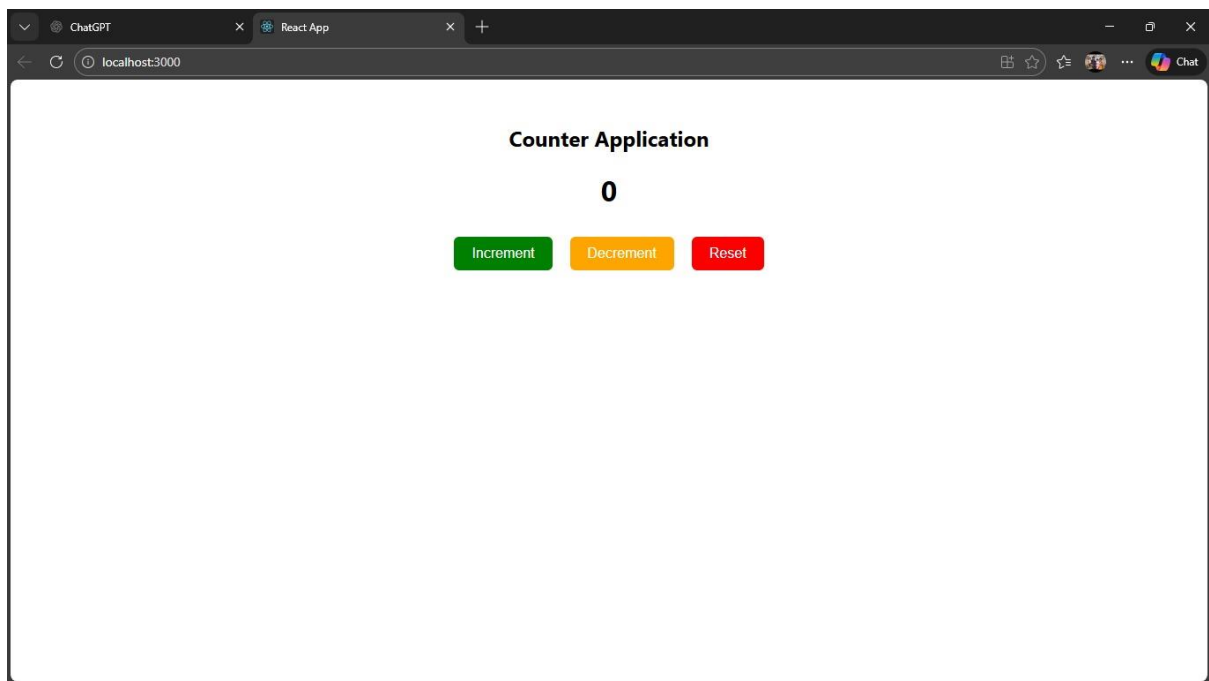 ChatGPT
React App
localhost:3000
Chat
Counter Application
0
Increment Decrement Reset